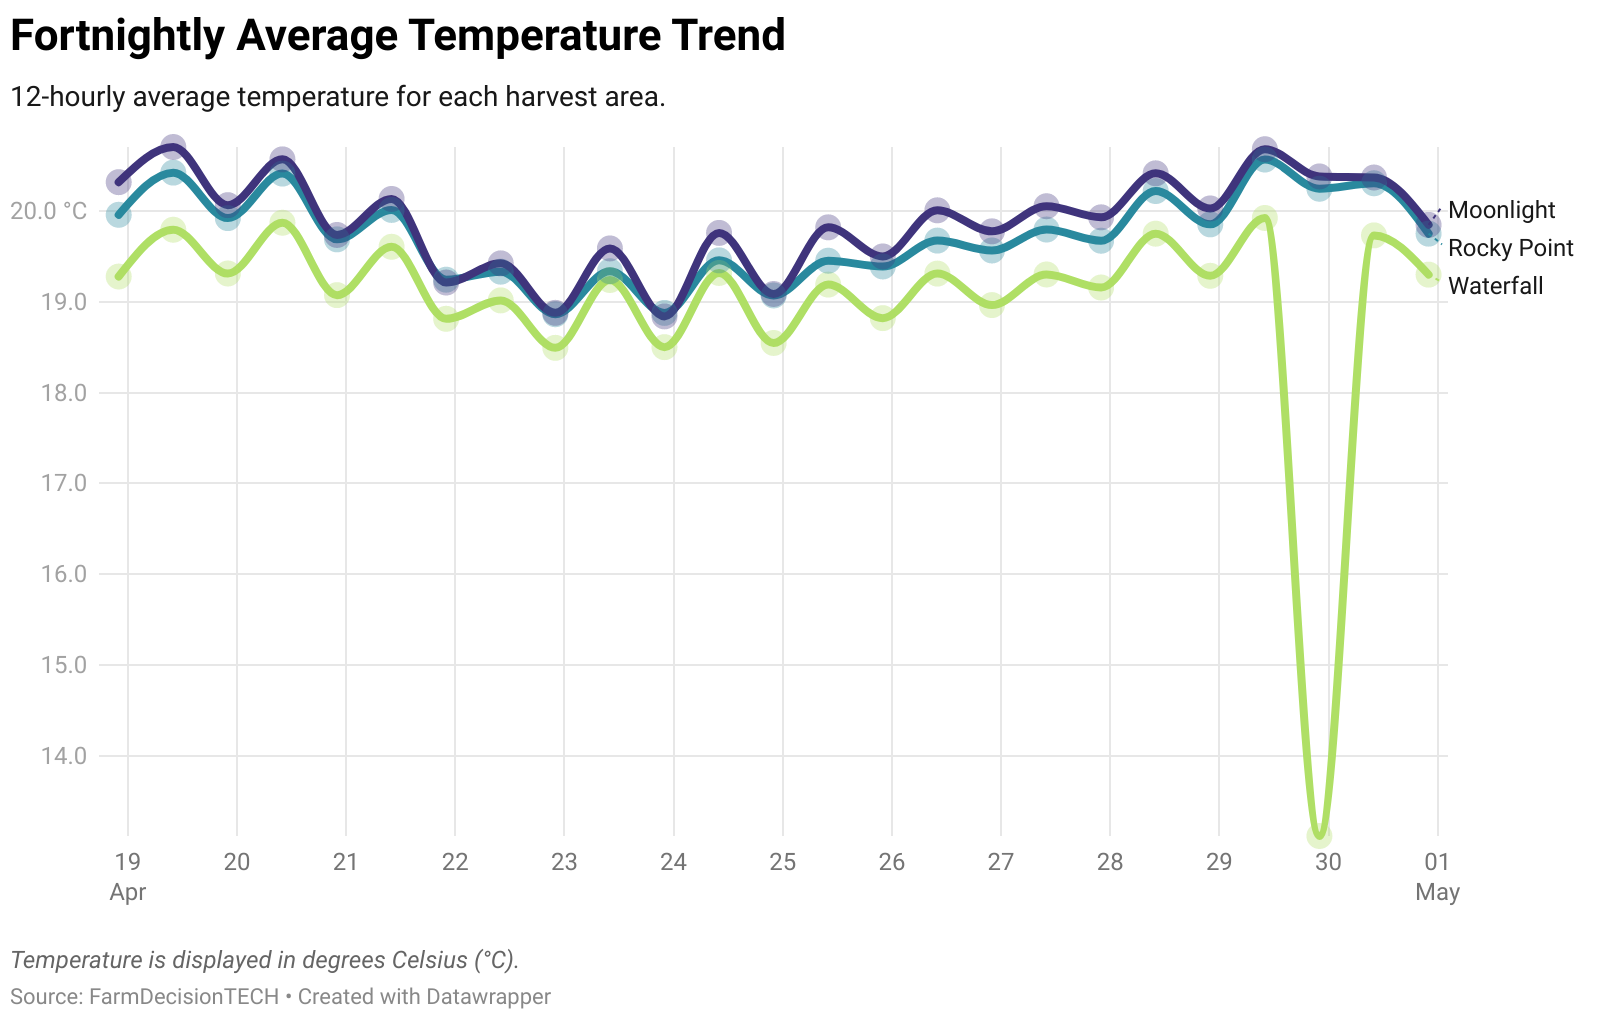 Fortnightly Average Temperature Trend
12-hourly average temperature for each harvest area.
20.0 °C
19.0
18.0
17.0
16.0
15.0
14.0
Moonlight
Rocky Point
Waterfall
19 20 21 22 23 24 25 26 27 28 29 30 01
Apr May
Temperature is displayed in degrees Celsius (°C).
Source: FarmDecisionTECH • Created with Datawrapper